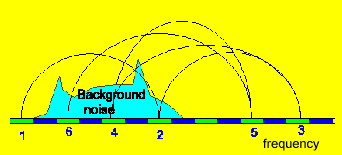 Background
noise
1 6 4 2 5 3
frequency